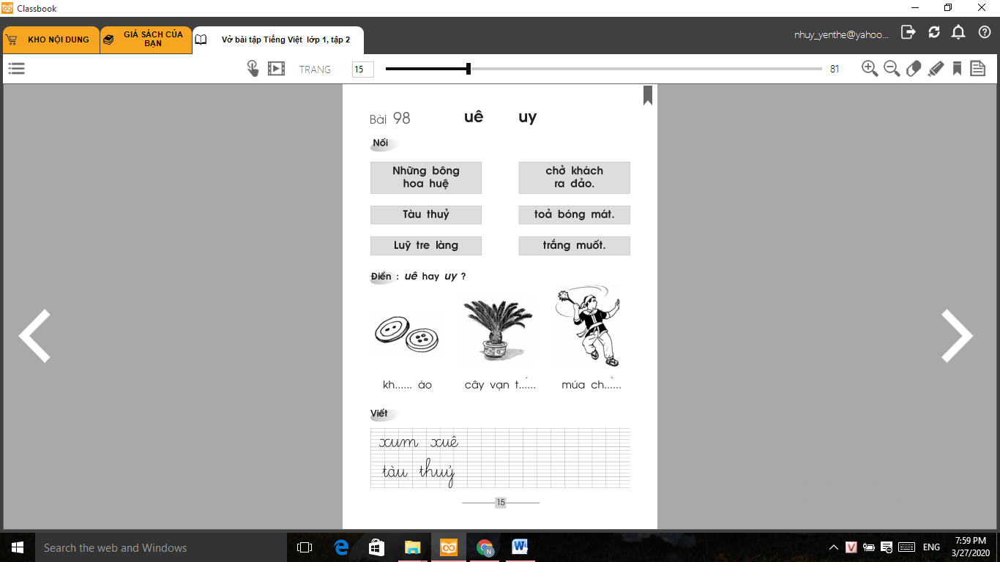 Classbook
KHO NỘI DUNG
GIÁ SÁCH CỦA
BẠN
Vở bài tập Tiếng Việt lớp 1, tập 2
nhuy_yenthe@yahoo...
TRANG 15 81
Bài 98 uê uy
Nối
Những bông
hoa huệ
chở khách
ra đảo.
Tàu thuỷ
toả bóng mát.
Luỹ tre làng
trắng muốt.
Điền : uê hay uy ?
kh...... áo
cây vạn t......
múa ch......
Viết
xum xuê
tàu thuỷ
15
Search the web and Windows
ENG
7:59 PM
3/27/2020